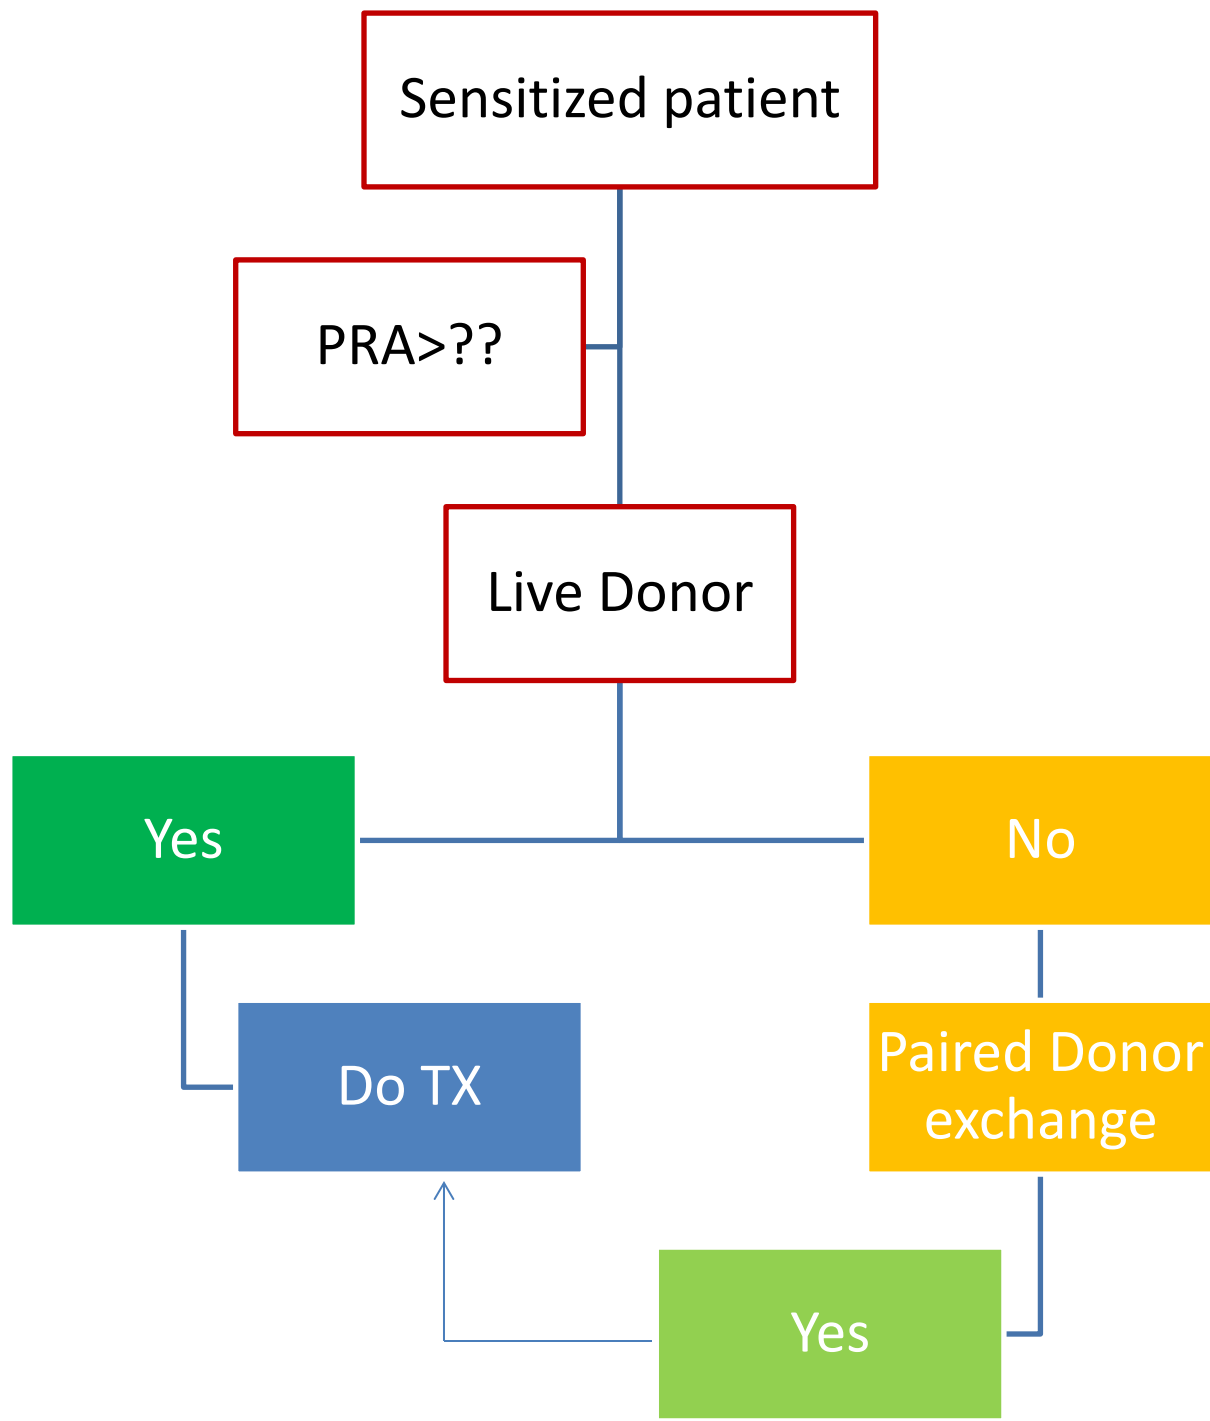 Sensitized patient
PRA>??
Live Donor
Yes
No
Do TX
Paired Donor
exchange
Yes